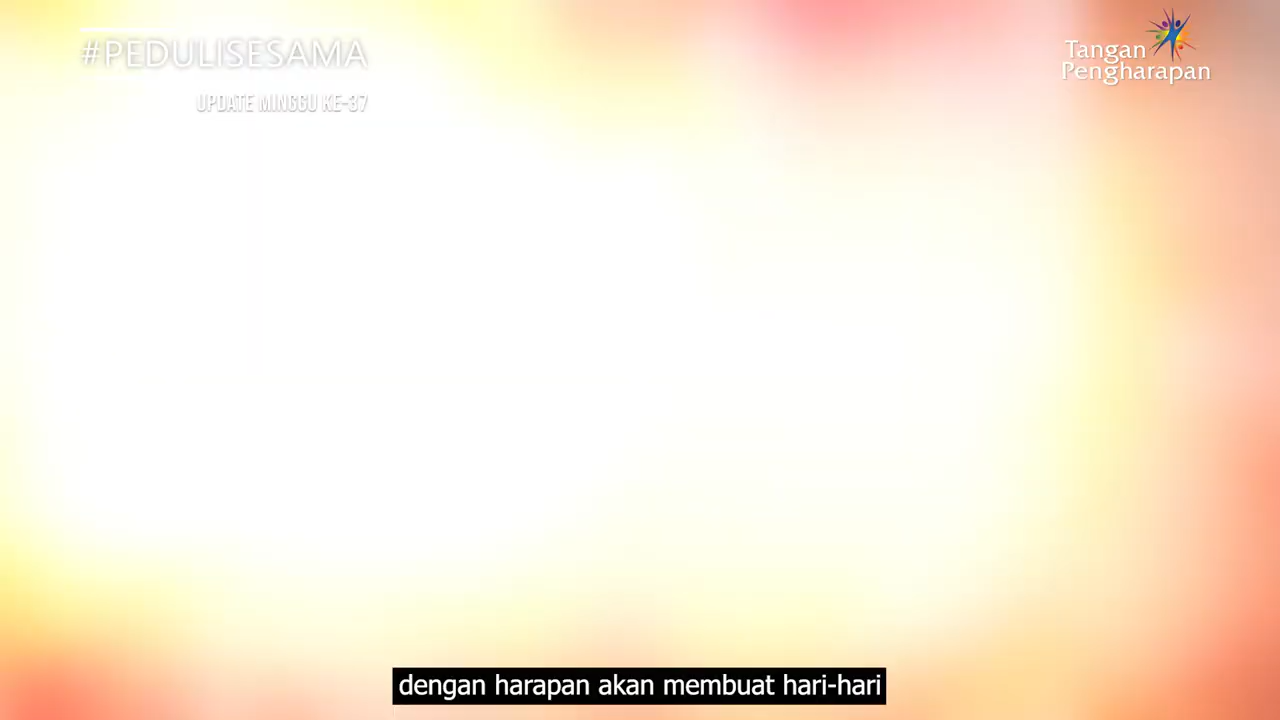 #PEDULISESAMA
UPDATE MINGGU KE-37
Tangan
Pengharapan
dengan harapan akan membuat hari-hari